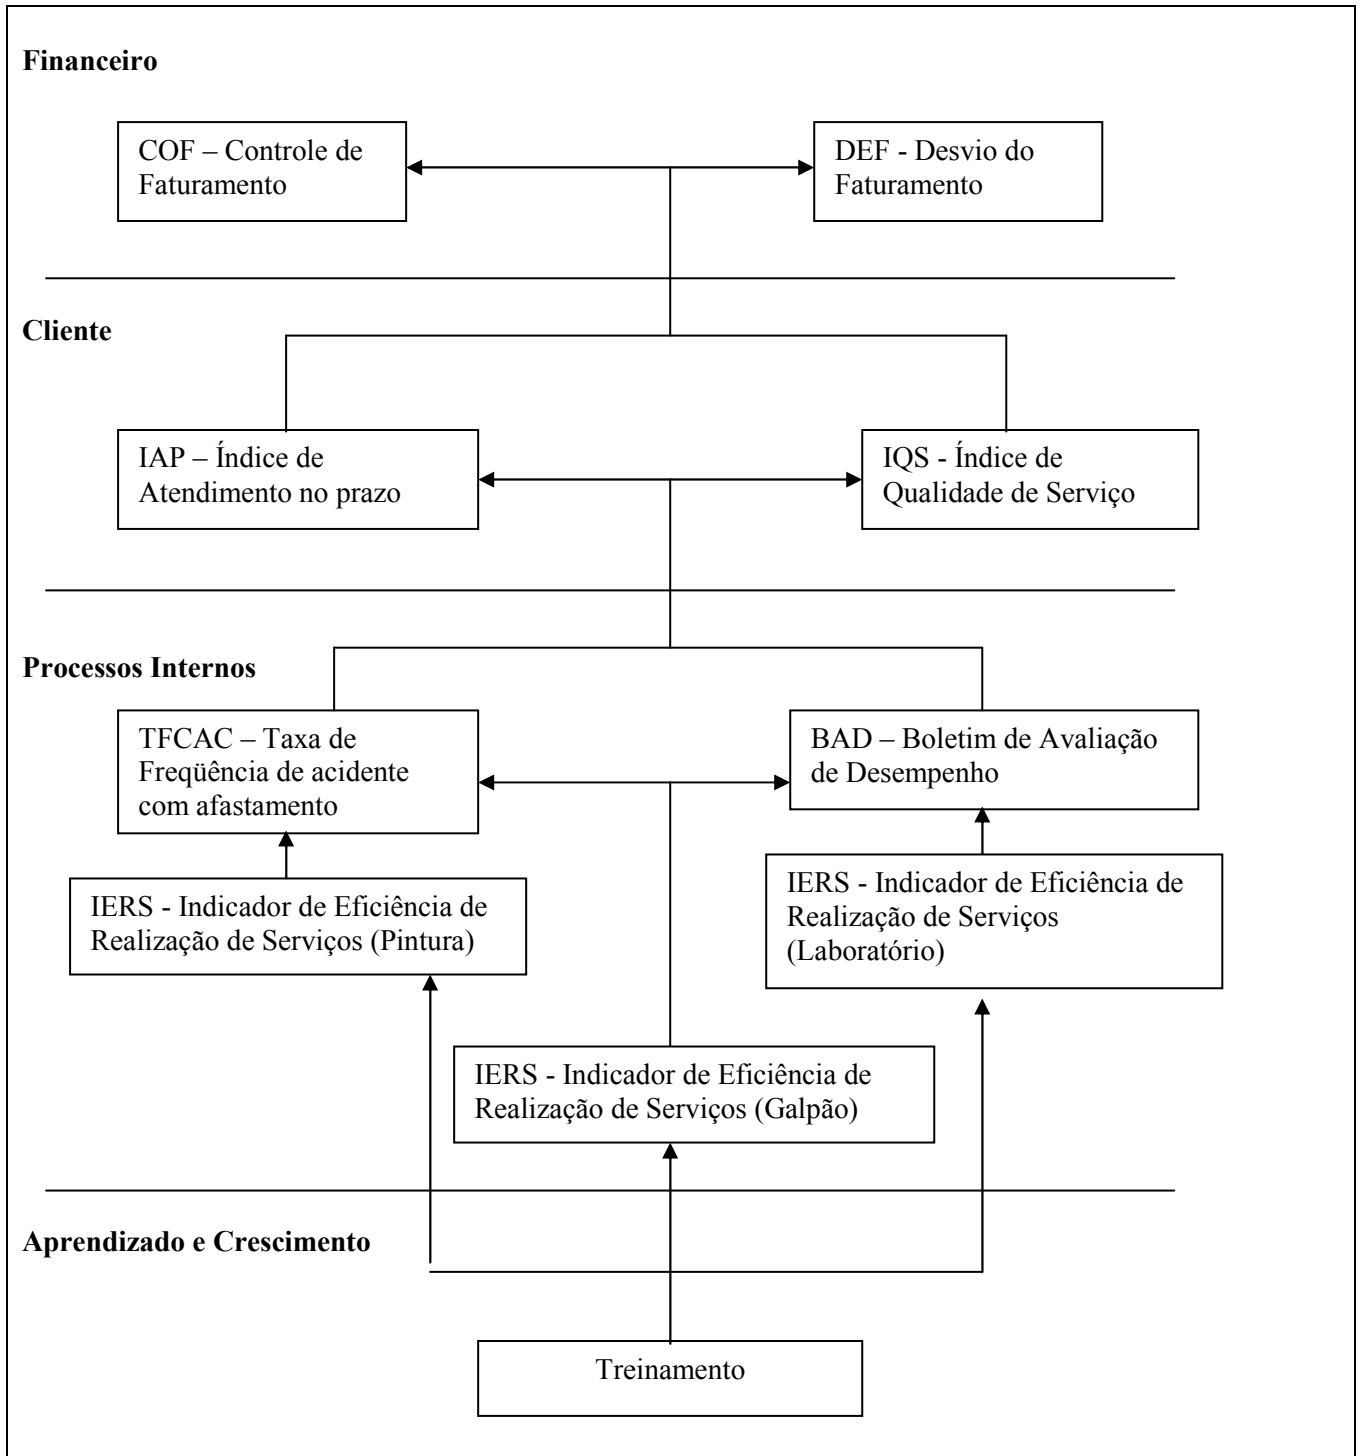 Financeiro
COF – Controle de
Faturamento
DEF - Desvio do
Faturamento
Cliente
IAP – Índice de
Atendimento no prazo
IQS - Índice de
Qualidade de Serviço
Processos Internos
TFCAC – Taxa de
Freqüência de acidente
com afastamento
BAD – Boletim de Avaliação
de Desempenho
IERS - Indicador de Eficiência de
Realização de Serviços (Pintura)
IERS - Indicador de Eficiência de
Realização de Serviços
(Laboratório)
IERS - Indicador de Eficiência de
Realização de Serviços (Galpão)
Aprendizado e Crescimento
Treinamento